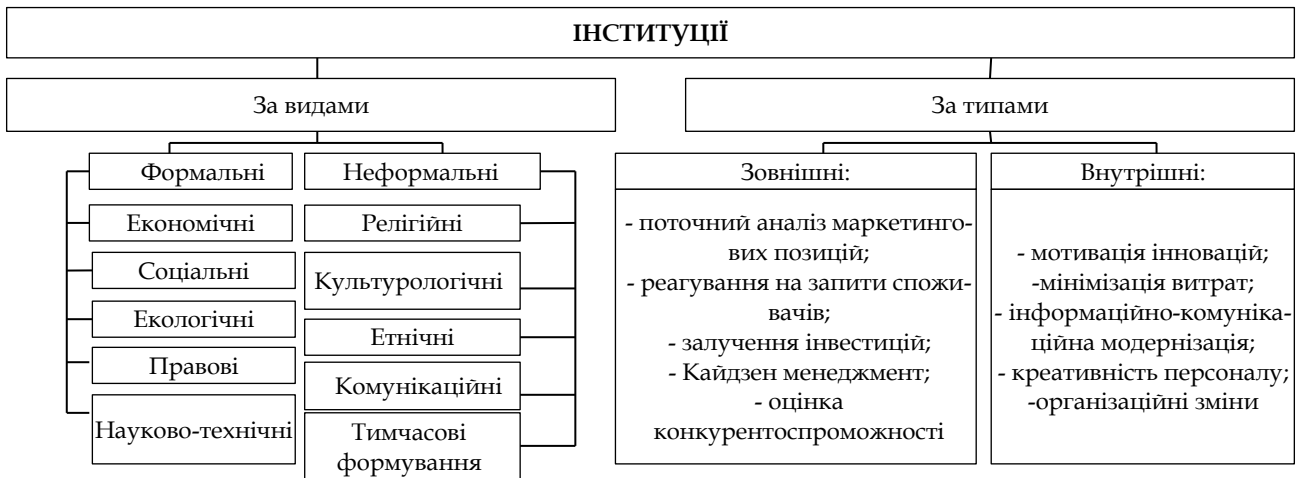 ІНСТИТУЦІЇ
За видами
За типами
Формальні
Неформальні
Економічні
Соціальні
Екологічні
Правові
Науково-технічні
Релігійні
Культурологічні
Етнічні
Комунікаційні
Тимчасові
формування
Зовнішні:
- поточний аналіз маркетинго-
вих позицій;
- реагування на запити спожи-
вачів;
- залучення інвестицій;
- Кайдзен менеджмент;
- оцінка
конкурентоспроможності
Внутрішні:
- мотивація інновацій;
-мінімізація витрат;
- інформаційно-комуніка-
ційна модернізація;
- креативність персоналу;
-організаційні зміни